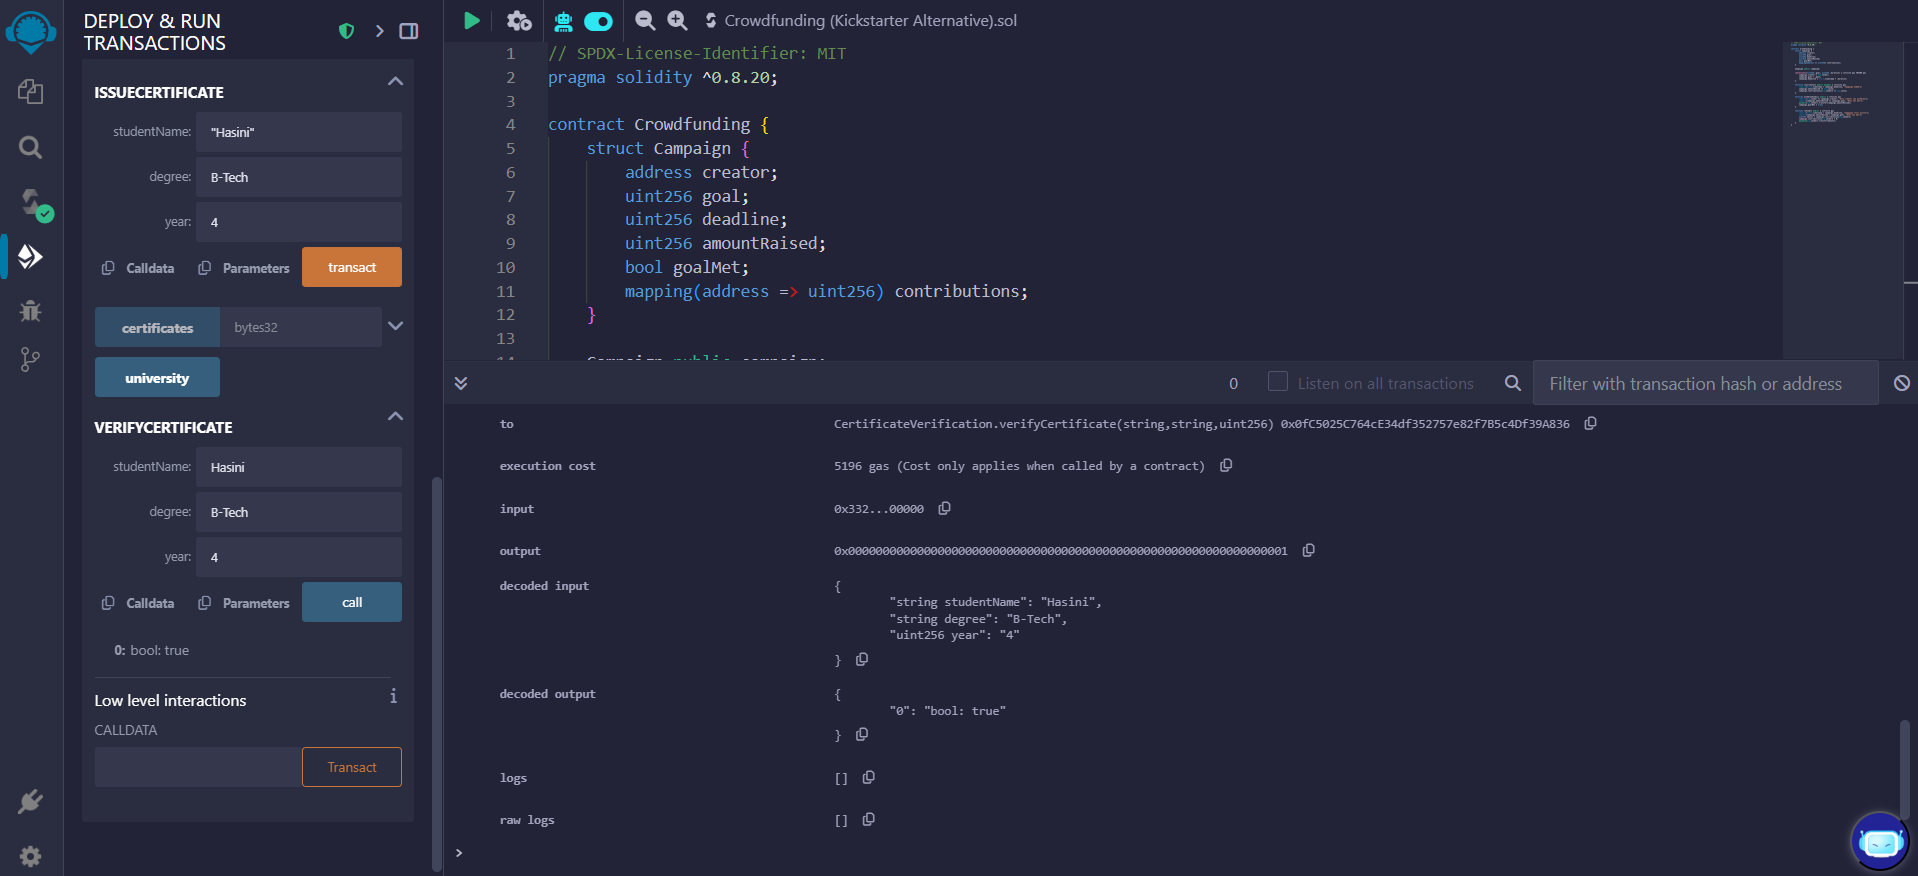 DEPLOY & RUN
TRANSACTIONS
ISSUECERTIFICATE
studentName: "Hasini"
degree: B-Tech
year: 4
Calldata Parameters transact
certificates bytes32
university
VERIFYCERTIFICATE
studentName: Hasini
degree: B-Tech
year: 4
Calldata Parameters call
0: bool: true
Low level interactions i
CALLDATA
Transact
Crowdfunding (Kickstarter Alternative).sol
1 // SPDX-License-Identifier: MIT
2 pragma solidity ^0.8.20;
3
4 contract Crowdfunding {
5 struct Campaign {
6 address creator;
7 uint256 goal;
8 uint256 deadline;
9 uint256 amountRaised;
10 bool goalMet;
11 mapping(address => uint256) contributions;
12 }
13
14 Campaign public campaign;
0 Listen on all transactions Filter with transaction hash or address
to CertificateVerification.verifyCertificate(string,string,uint256) 0x0fC5025C764cE34df352757e82f7B5c4Df39A836
execution cost 5196 gas (Cost only applies when called by a contract)
input 0x332...00000
output 0x0000000000000000000000000000000000000000000000000000000000000001
decoded input {
"string studentName": "Hasini",
"string degree": "B-Tech",
"uint256 year": "4"
}
decoded output {
"0": "bool: true"
}
logs []
raw logs []
>